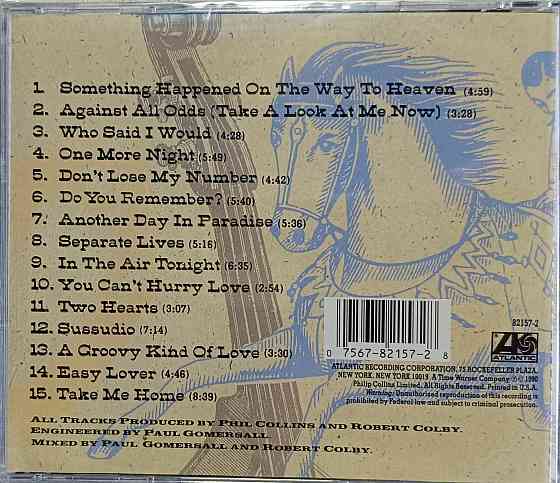 1. Something Happened On The Way To Heaven (4:59)
2. Against All Odds (Take A Look At Me Now) (3:28)
3. Who Said I Would (4:28)
4. One More Night (5:49)
5. Don't Lose My Number (4:42)
6. Do You Remember? (5:40)
7. Another Day In Paradise (5:36)
8. Separate Lives (5:16)
9. In The Air Tonight (6:35)
10. You Can't Hurry Love (2:54)
11. Two Hearts (3:07)
12. Sussudio (7:14)
13. A Groovy Kind Of Love (3:30)
14. Easy Lover (4:46)
15. Take Me Home (8:39)
All Tracks Produced by Phil Collins and Robert Colby.
Engineered by Paul Gomersall
Mixed by Paul Gomersall and Robert Colby.
0 7567-82157-2 8
82157-2
ATLANTIC
ATLANTIC RECORDING CORPORATION, 75 ROCKEFELLER PLAZA,
NEW YORK, NEW YORK 10019. A Time Warner Company. ℗ © 1990
Philip Collins Limited. All Rights Reserved. Printed in U.S.A.
Warning: Unauthorised reproduction of this recording is
prohibited by Federal law and subject to criminal prosecution.